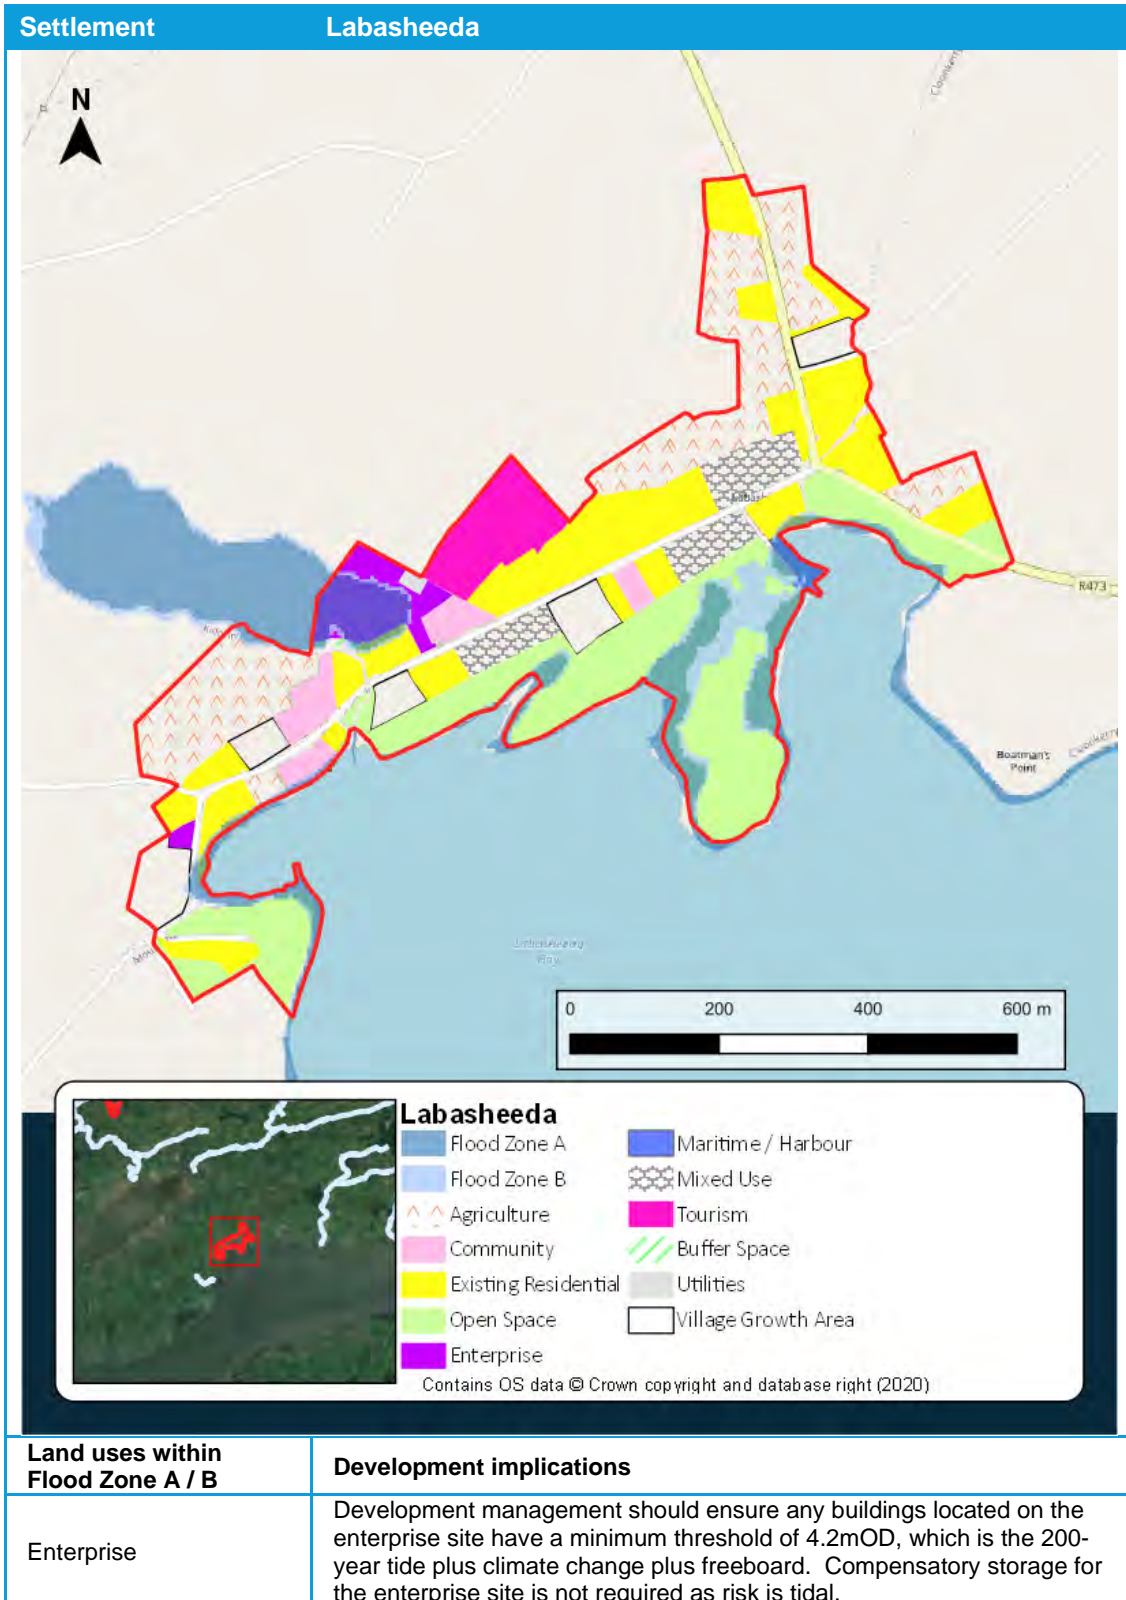 Settlement Labasheeda
N
Cloonkerry
R473
Boatman's
Point
Labasheeda
Bay
0 200 400 600 m
Labasheeda
Flood Zone A Maritime / Harbour
Flood Zone B Mixed Use
Agriculture Tourism
Community Buffer Space
Existing Residential Utilities
Open Space Village Growth Area
Enterprise
Contains OS data © Crown copyright and database right (2020)
Land uses within
Flood Zone A / B
Development implications
Enterprise
Development management should ensure any buildings located on the
enterprise site have a minimum threshold of 4.2mOD, which is the 200-
year tide plus climate change plus freeboard. Compensatory storage for
the enterprise site is not required as risk is tidal.